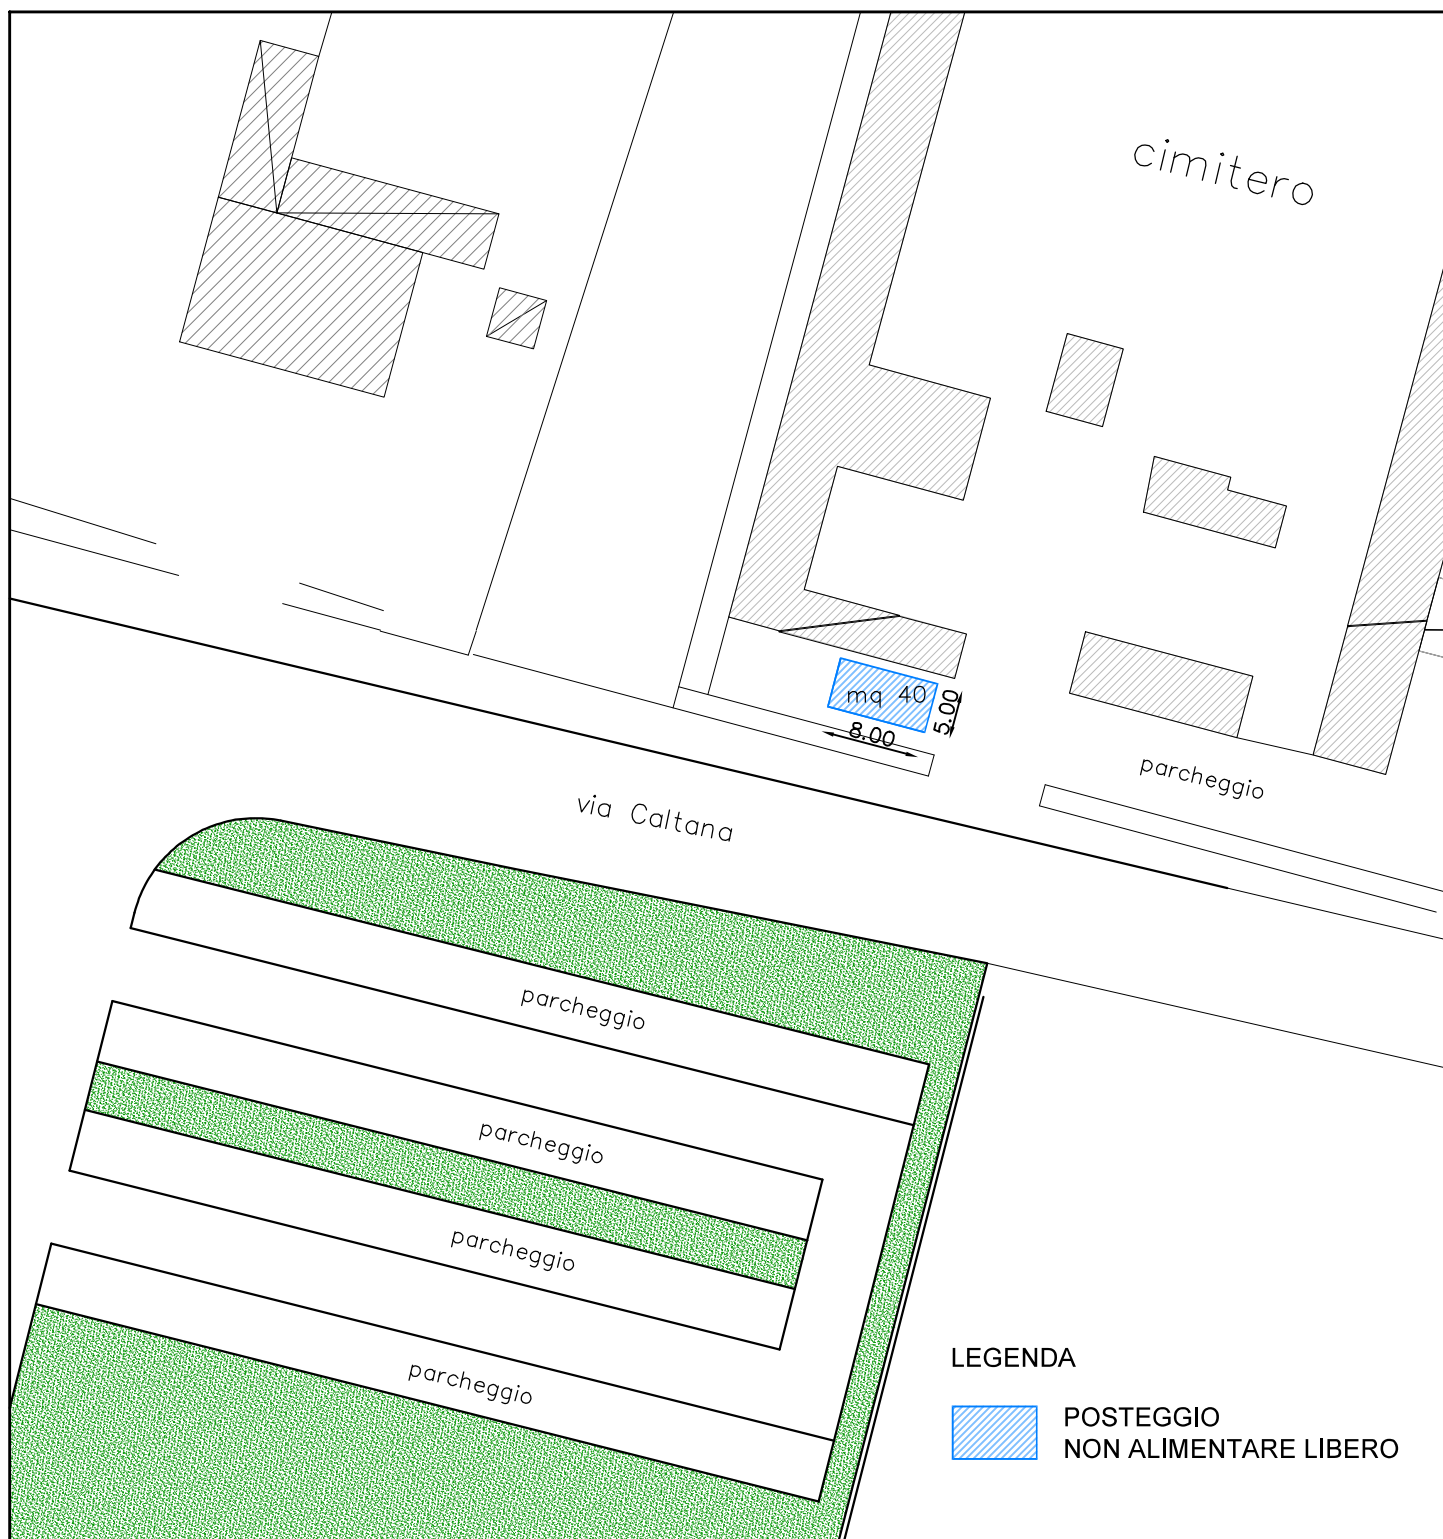 cimitero
mq 40
5.00
8.00
parcheggio
via Caltana
parcheggio
parcheggio
parcheggio
parcheggio
LEGENDA
POSTEGGIO
NON ALIMENTARE LIBERO